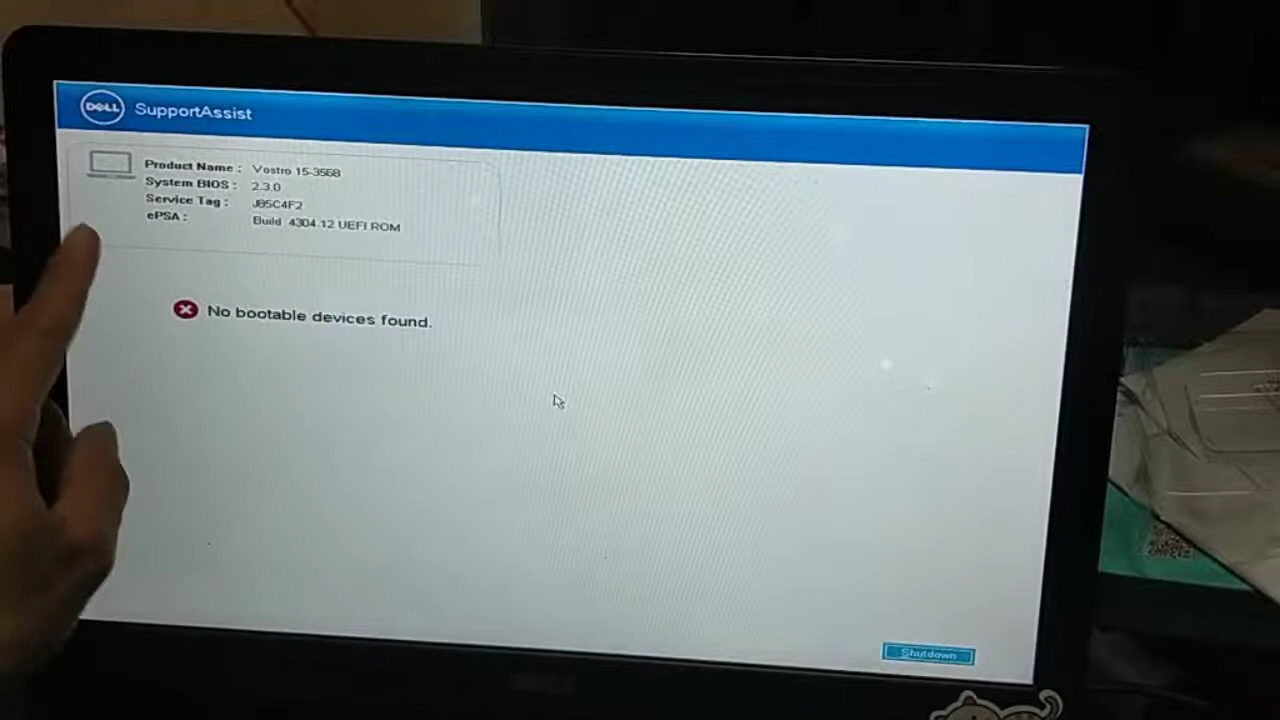 DELL SupportAssist
Product Name : Vostro 15-3568
System BIOS : 2.3.0
Service Tag : J85C4F2
ePSA : Build 4304.12 UEFI ROM
No bootable devices found.
Shutdown